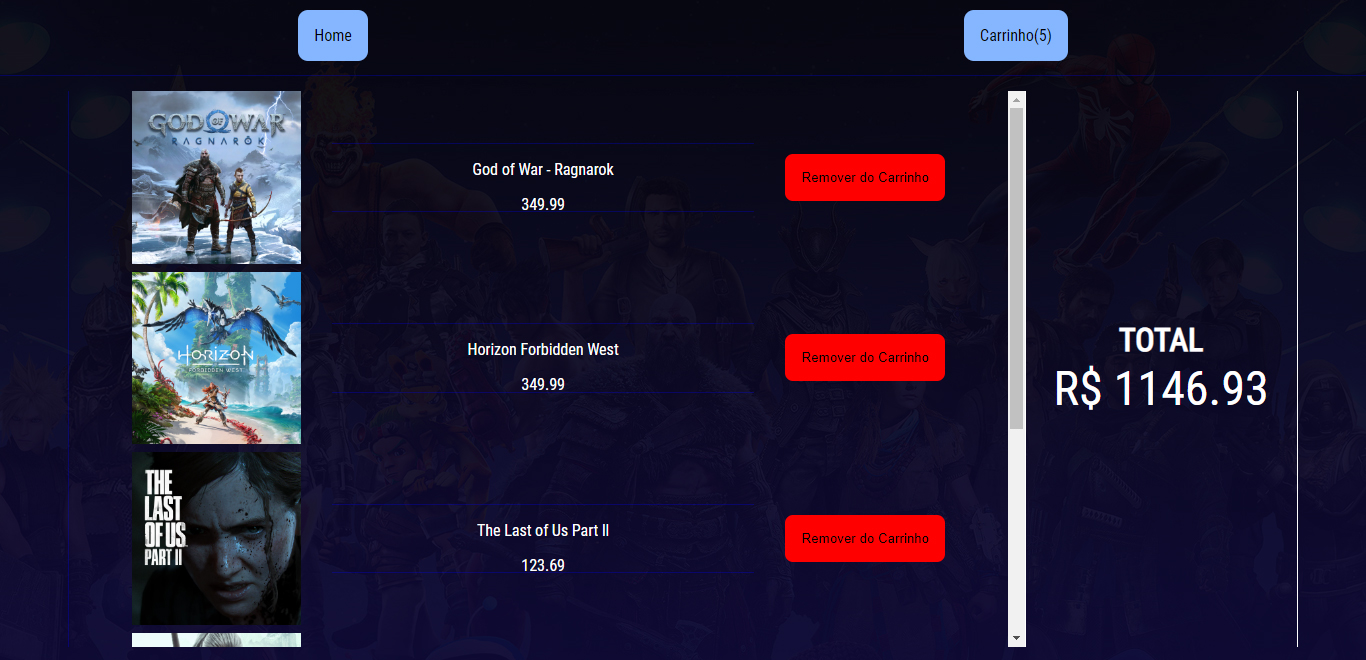 Home
Carrinho(5)
GOD OF WAR
RAGNARÖK
God of War - Ragnarok
349.99
Remover do Carrinho
HORIZON
FORBIDDEN WEST
Horizon Forbidden West
349.99
Remover do Carrinho
THE
LAST
OF US
PART II
The Last of Us Part II
123.69
Remover do Carrinho
TOTAL
R$ 1146.93